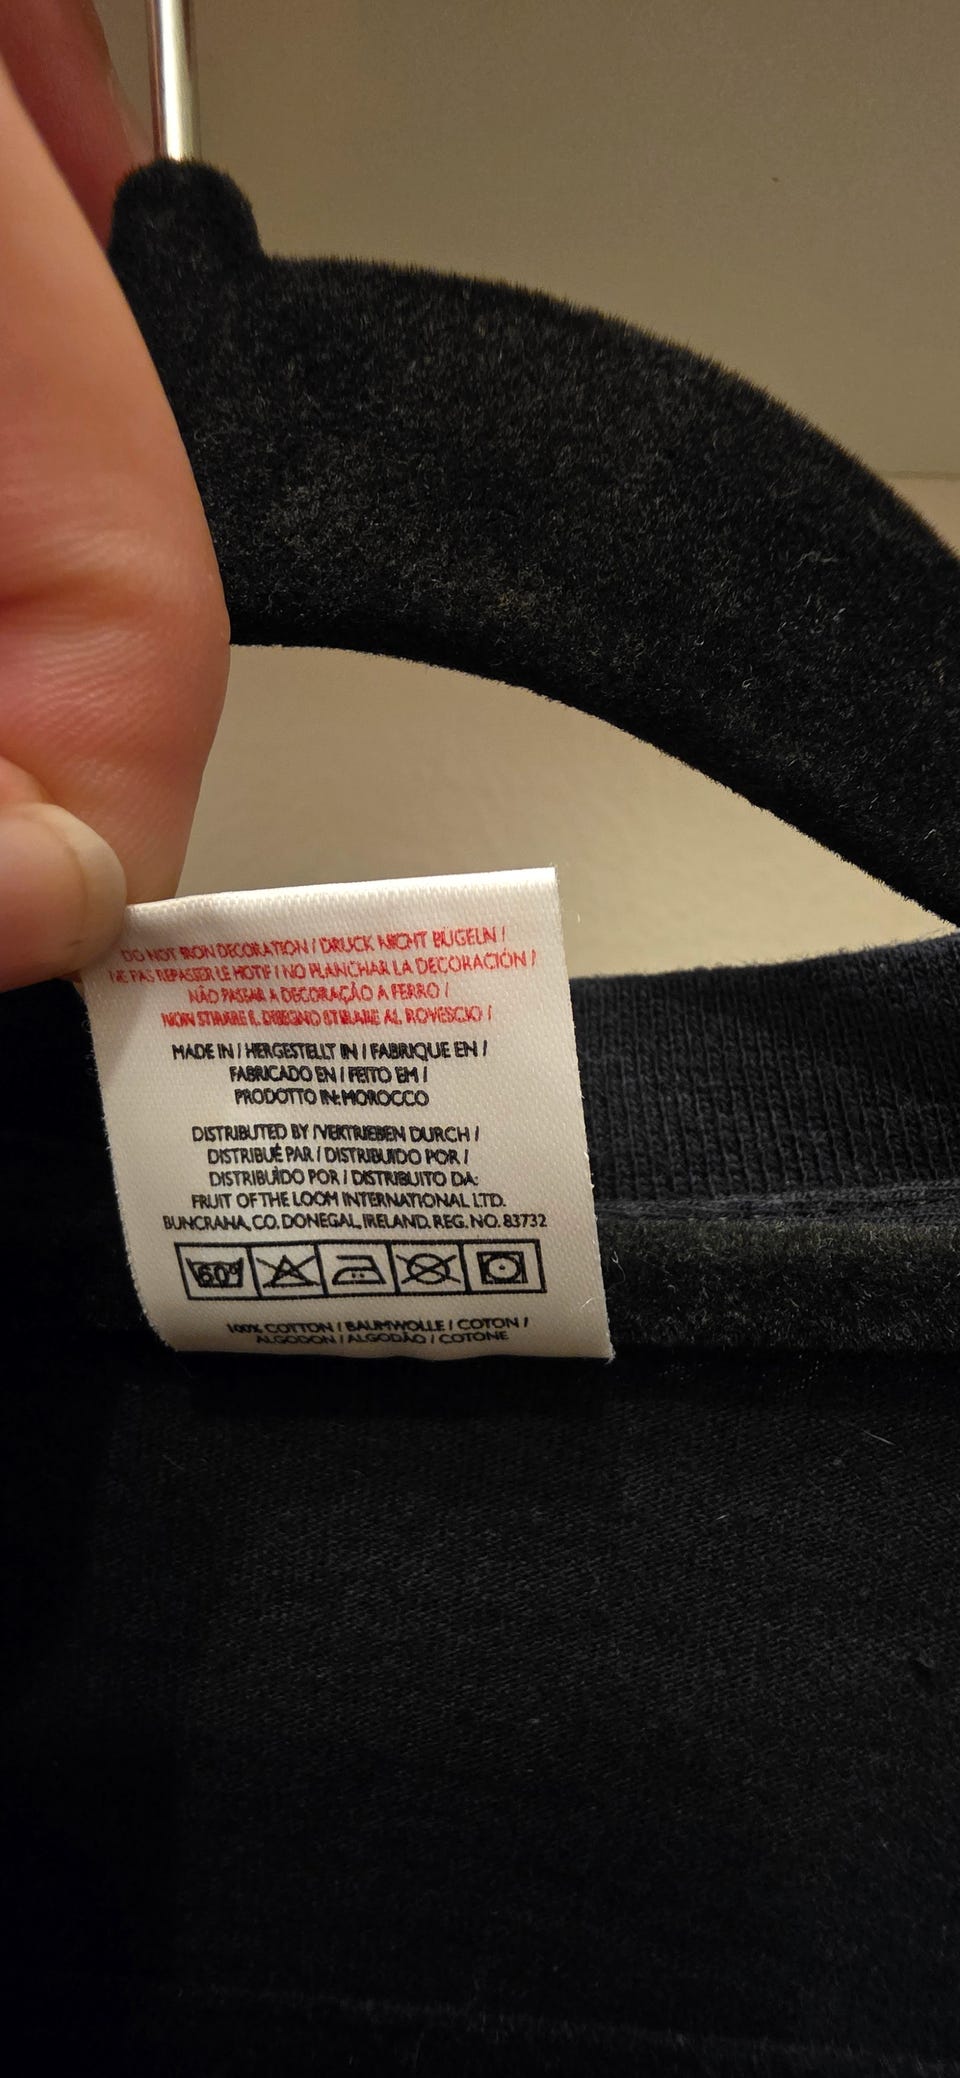 DO NOT IRON DECORATION / DRUCK NICHT BÜGELN /
NE PAS REPASSER LE MOTIF / NO PLANCHAR LA DECORACIÓN /
NÃO PASSAR A DECORAÇÃO A FERRO /
NON STIRARE IL DISEGNO STIRARE AL ROVESCIO /
MADE IN / HERGESTELLT IN / FABRIQUE EN /
FABRICADO EN / FEITO EM /
PRODOTTO IN: MOROCCO
DISTRIBUTED BY / VERTRIEBEN DURCH /
DISTRIBUÉ PAR / DISTRIBUIDO POR /
DISTRIBUÍDO POR / DISTRIBUITO DA:
FRUIT OF THE LOOM INTERNATIONAL LTD.
BUNCRANA, CO. DONEGAL, IRELAND. REG. NO. 83732
60°
100% COTTON / BAUMWOLLE / COTON /
ALGODON / ALGODÃO / COTONE